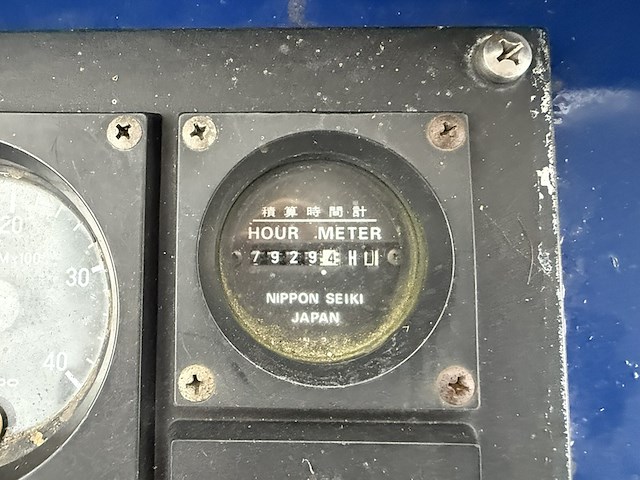 積算時間計
HOUR METER
79294 H
NIPPON SEIKI
JAPAN
20
30
40